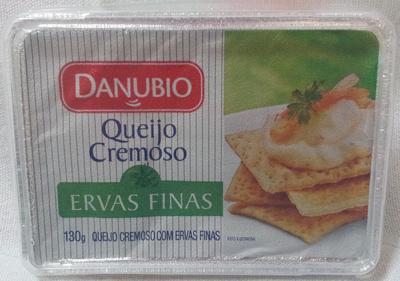 DANUBIO
Queijo
Cremoso
ERVAS FINAS
130g QUEIJO CREMOSO COM ERVAS FINAS